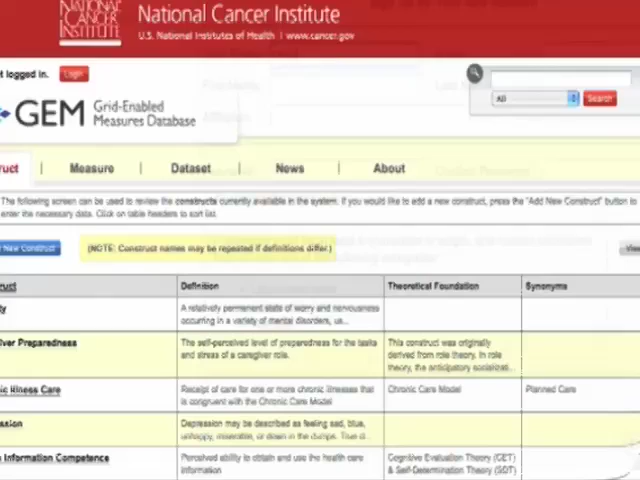 NATIONAL CANCER INSTITUTE
National Cancer Institute
U.S. National Institutes of Health | www.cancer.gov
t logged in. Login
GEM Grid-Enabled Measures Database
All Search
ruct | Measure | Dataset | News | About
The following screen can be used to review the constructs currently available in the system. If you would like to add a new construct, press the "Add New Construct" button to
enter the necessary data. Click on table headers to sort list.
New Construct (NOTE: Construct names may be repeated if definitions differ.) View
ruct Definition Theoretical Foundation Synonyms
ty A relatively permanent state of worry and nervousness
occurring in a variety of mental disorders, us...
iver Preparedness The self-perceived level of preparedness for the tasks
and stress of a caregiver role.
This construct was originally
derived from role theory. In role
theory, the anticipatory socializati...
ic Illness Care Receipt of care for one or more chronic illnesses that
is congruent with the Chronic Care Model
Chronic Care Model Planned Care
ssion Depression may be described as feeling sad, blue,
unhappy, miserable, or down in the dumps. True d...
Information Competence Perceived ability to obtain and use the health care
information
Cognitive Evaluation Theory (CET)
& Self-Determination Theory (SDT)